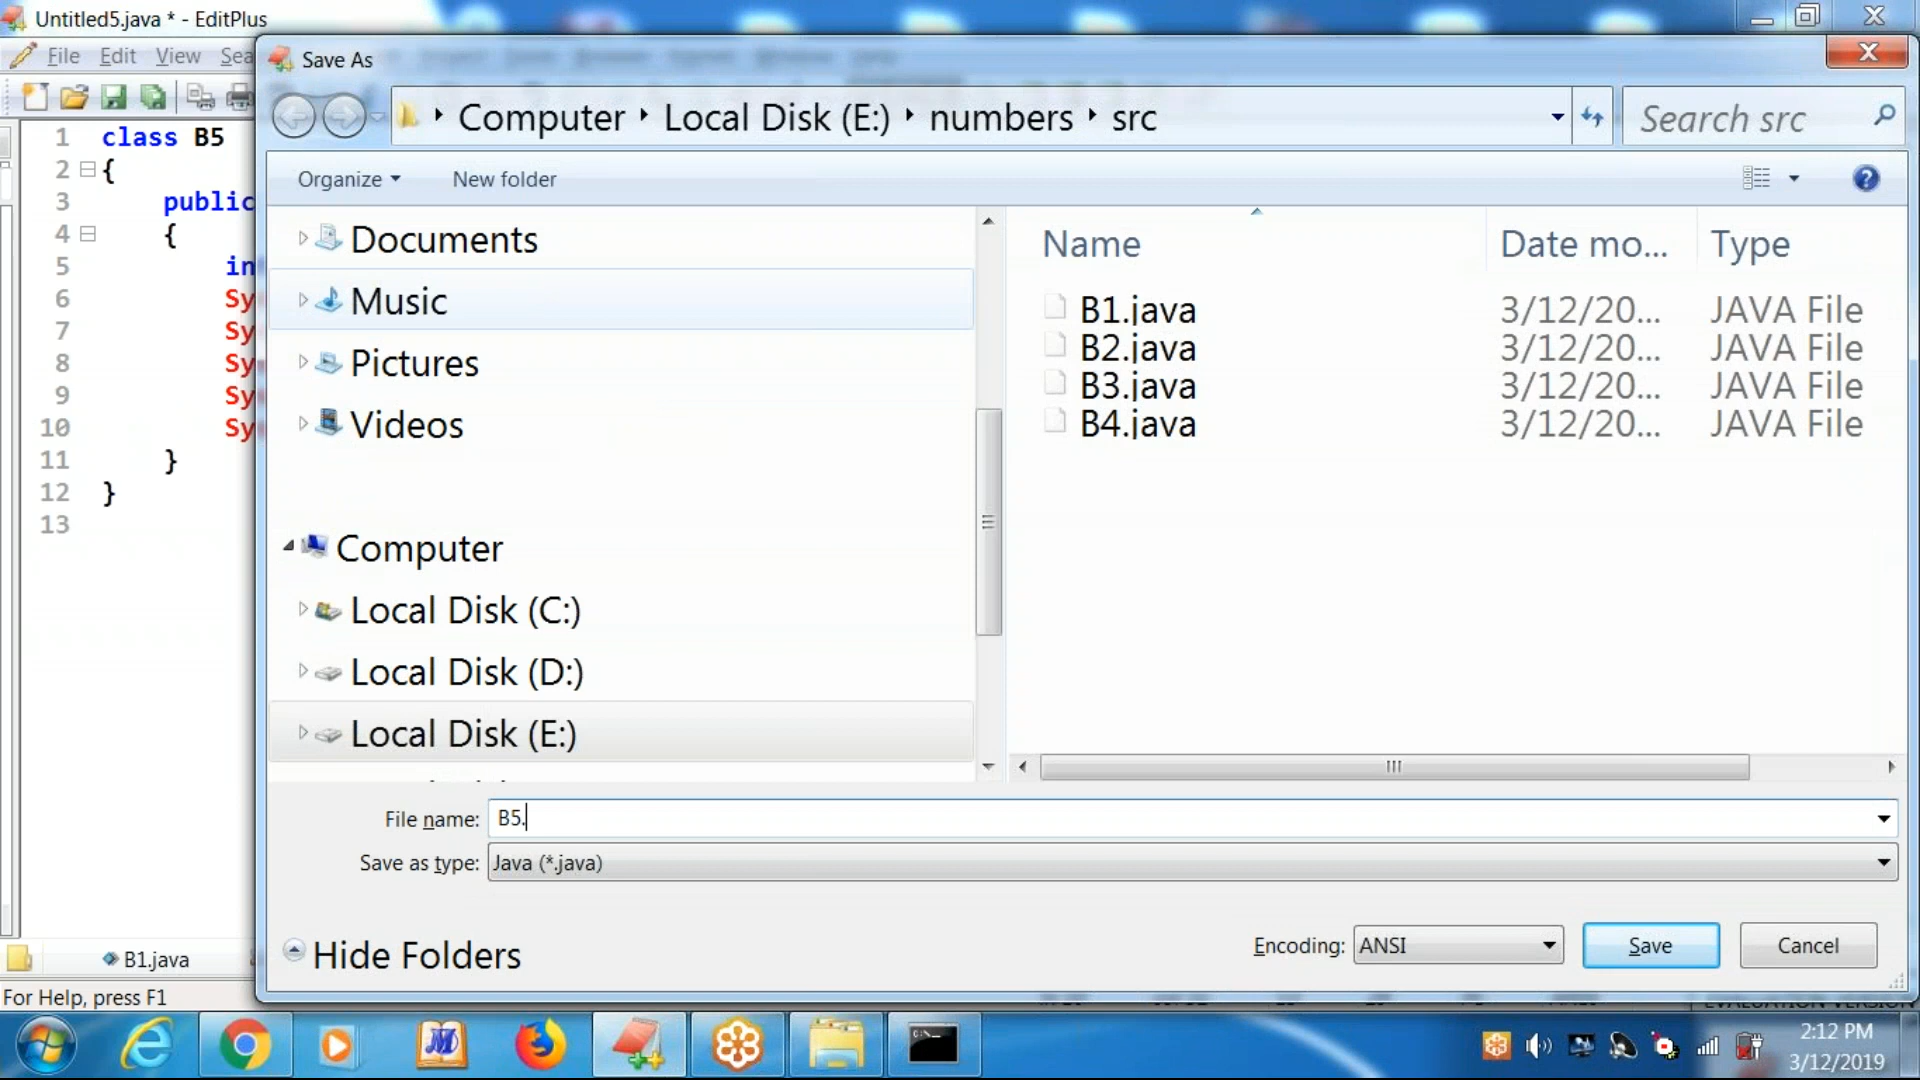 Untitled5.java * - EditPlus
File Edit View Sea
Save As
Computer Local Disk (E:) numbers src
Search src
Organize New folder
1 class B5
2 {
3 public
4 {
5 in
6 Sy
7 Sy
8 Sy
9 Sy
10 Sy
11 }
12 }
13
Documents
Music
Pictures
Videos
Computer
Local Disk (C:)
Local Disk (D:)
Local Disk (E:)
Name Date mo... Type
B1.java 3/12/20... JAVA File
B2.java 3/12/20... JAVA File
B3.java 3/12/20... JAVA File
B4.java 3/12/20... JAVA File
File name: B5.
Save as type: Java (*.java)
Hide Folders
Encoding: ANSI Save Cancel
B1.java
For Help, press F1
2:12 PM
3/12/2019